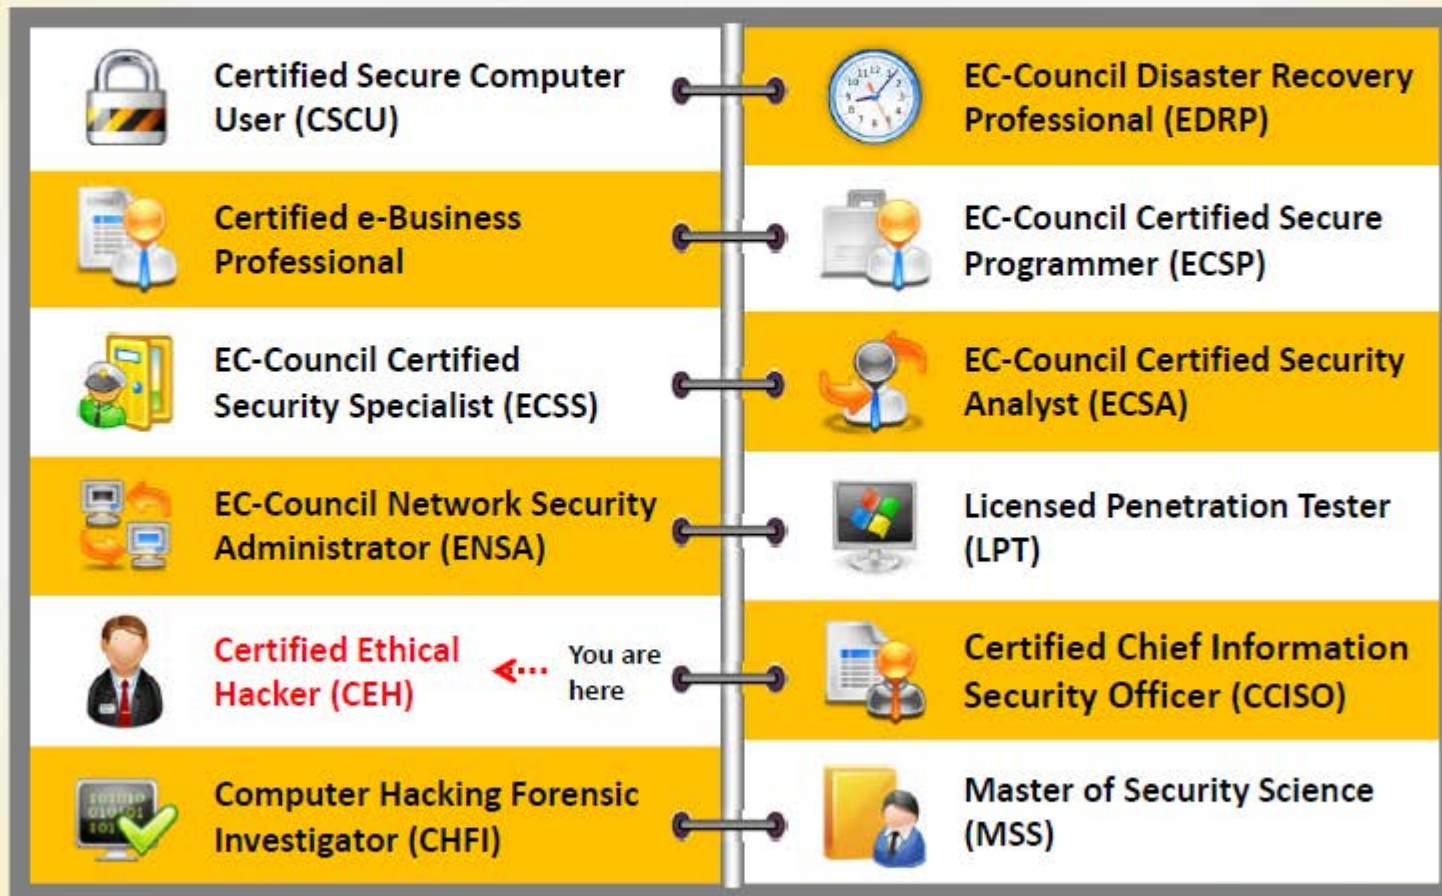 Certified Secure Computer
User (CSCU)
Certified e-Business
Professional
EC-Council Certified
Security Specialist (ECSS)
EC-Council Network Security
Administrator (ENSA)
Certified Ethical
Hacker (CEH)
You are
here
Computer Hacking Forensic
Investigator (CHFI)
EC-Council Disaster Recovery
Professional (EDRP)
EC-Council Certified Secure
Programmer (ECSP)
EC-Council Certified Security
Analyst (ECSA)
Licensed Penetration Tester
(LPT)
Certified Chief Information
Security Officer (CCISO)
Master of Security Science
(MSS)